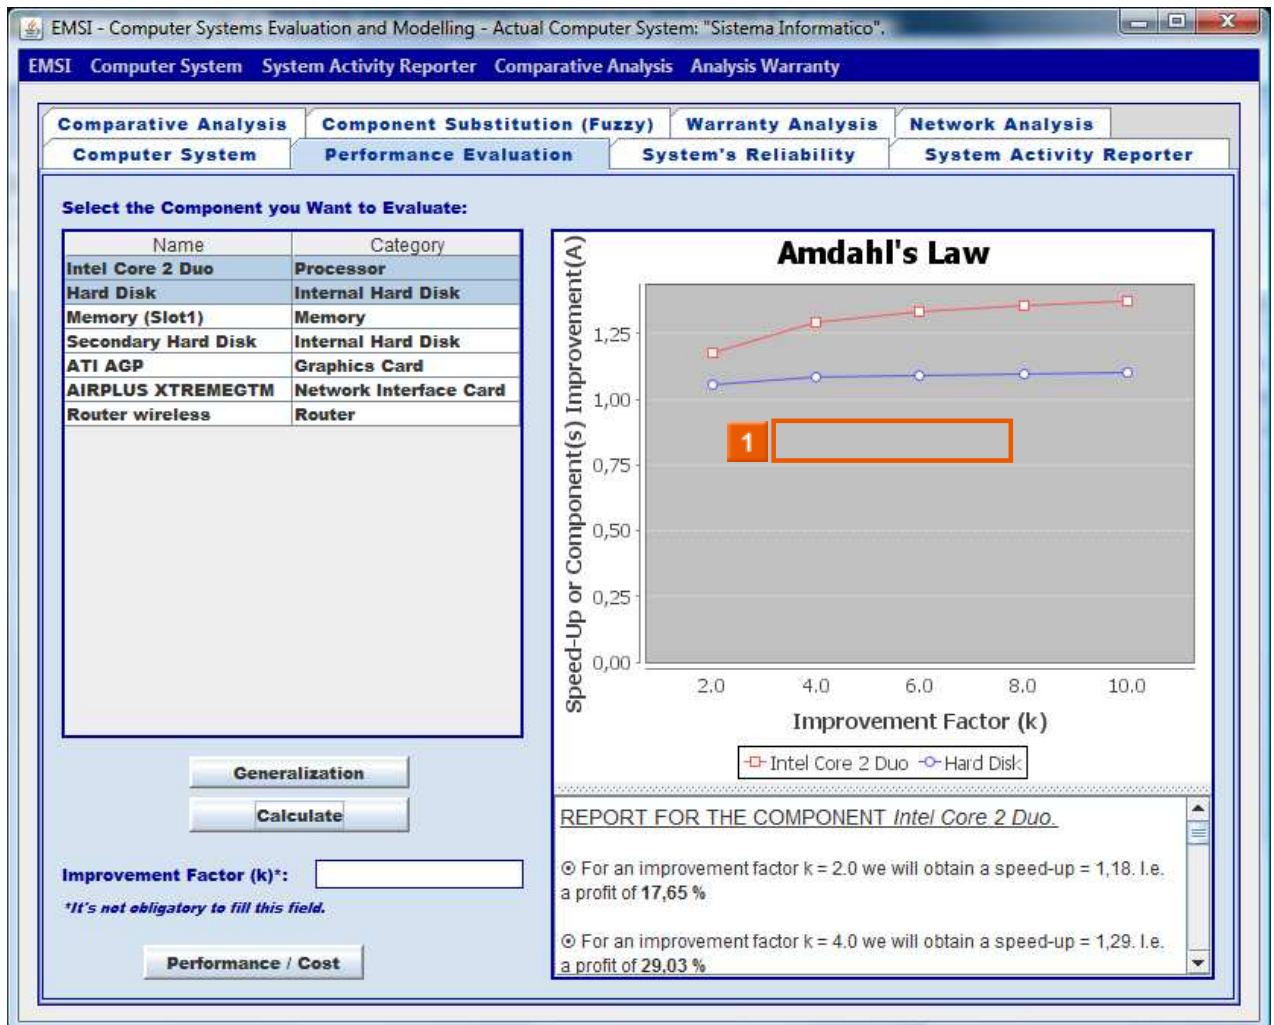 EMSI - Computer Systems Evaluation and Modelling - Actual Computer System: "Sistema Informatico".
EMSI Computer System System Activity Reporter Comparative Analysis Analysis Warranty
Comparative Analysis Component Substitution (Fuzzy) Warranty Analysis Network Analysis
Computer System Performance Evaluation System's Reliability System Activity Reporter
Select the Component you Want to Evaluate:
Name Category
Intel Core 2 Duo Processor
Hard Disk Internal Hard Disk
Memory (Slot1) Memory
Secondary Hard Disk Internal Hard Disk
ATI AGP Graphics Card
AIRPLUS XTREMEGTM Network Interface Card
Router wireless Router
Generalization
Calculate
Improvement Factor (k)*:
*It's not obligatory to fill this field.
Performance / Cost
Amdahl's Law
Speed-Up or Component(s) Improvement(A)
1,25
1,00
0,75
0,50
0,25
0,00
1
2.0 4.0 6.0 8.0 10.0
Improvement Factor (k)
Intel Core 2 Duo Hard Disk
REPORT FOR THE COMPONENT Intel Core 2 Duo.
For an improvement factor k = 2.0 we will obtain a speed-up = 1,18. I.e.
a profit of 17,65 %
For an improvement factor k = 4.0 we will obtain a speed-up = 1,29. I.e.
a profit of 29,03 %